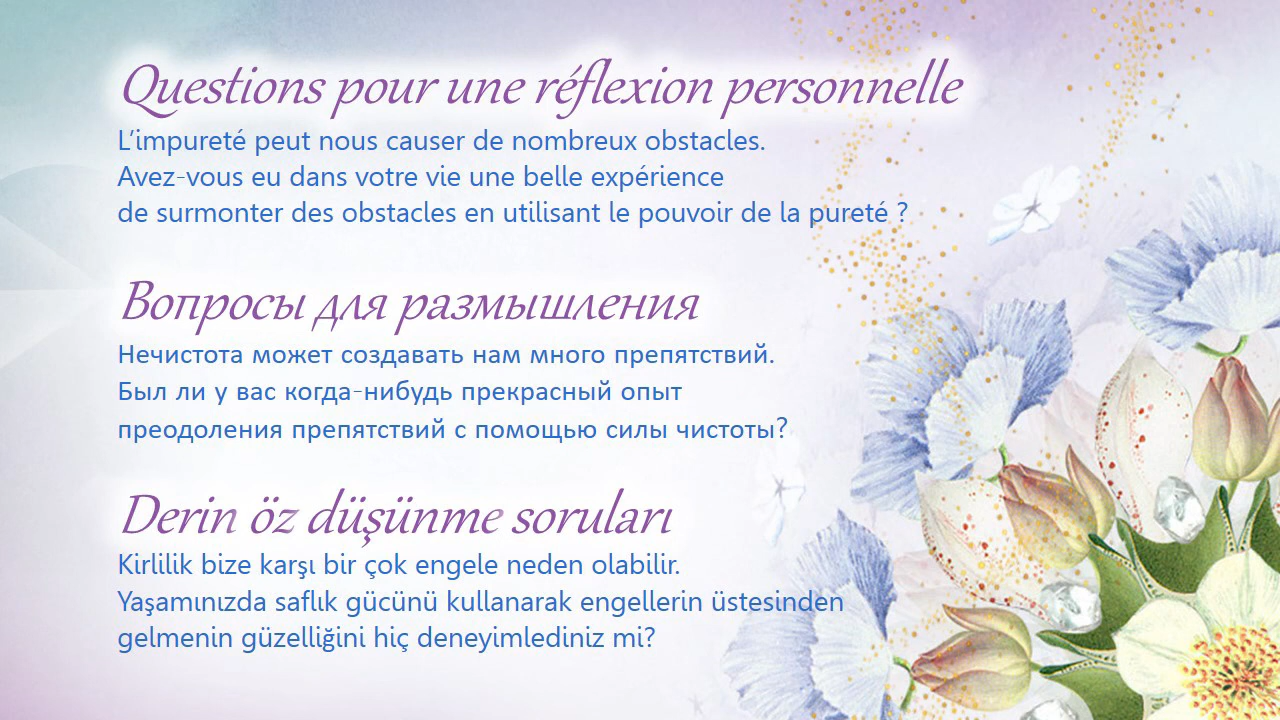 Questions pour une réflexion personnelle
L'impureté peut nous causer de nombreux obstacles.
Avez-vous eu dans votre vie une belle expérience
de surmonter des obstacles en utilisant le pouvoir de la pureté ?
Вопросы для размышления
Нечистота может создавать нам много препятствий.
Был ли у вас когда-нибудь прекрасный опыт
преодоления препятствий с помощью силы чистоты?
Derin öz düşünme soruları
Kirlilik bize karşı bir çok engele neden olabilir.
Yaşamınızda saflık gücünü kullanarak engellerin üstesinden
gelmenin güzelliğini hiç deneyimlediniz mi?